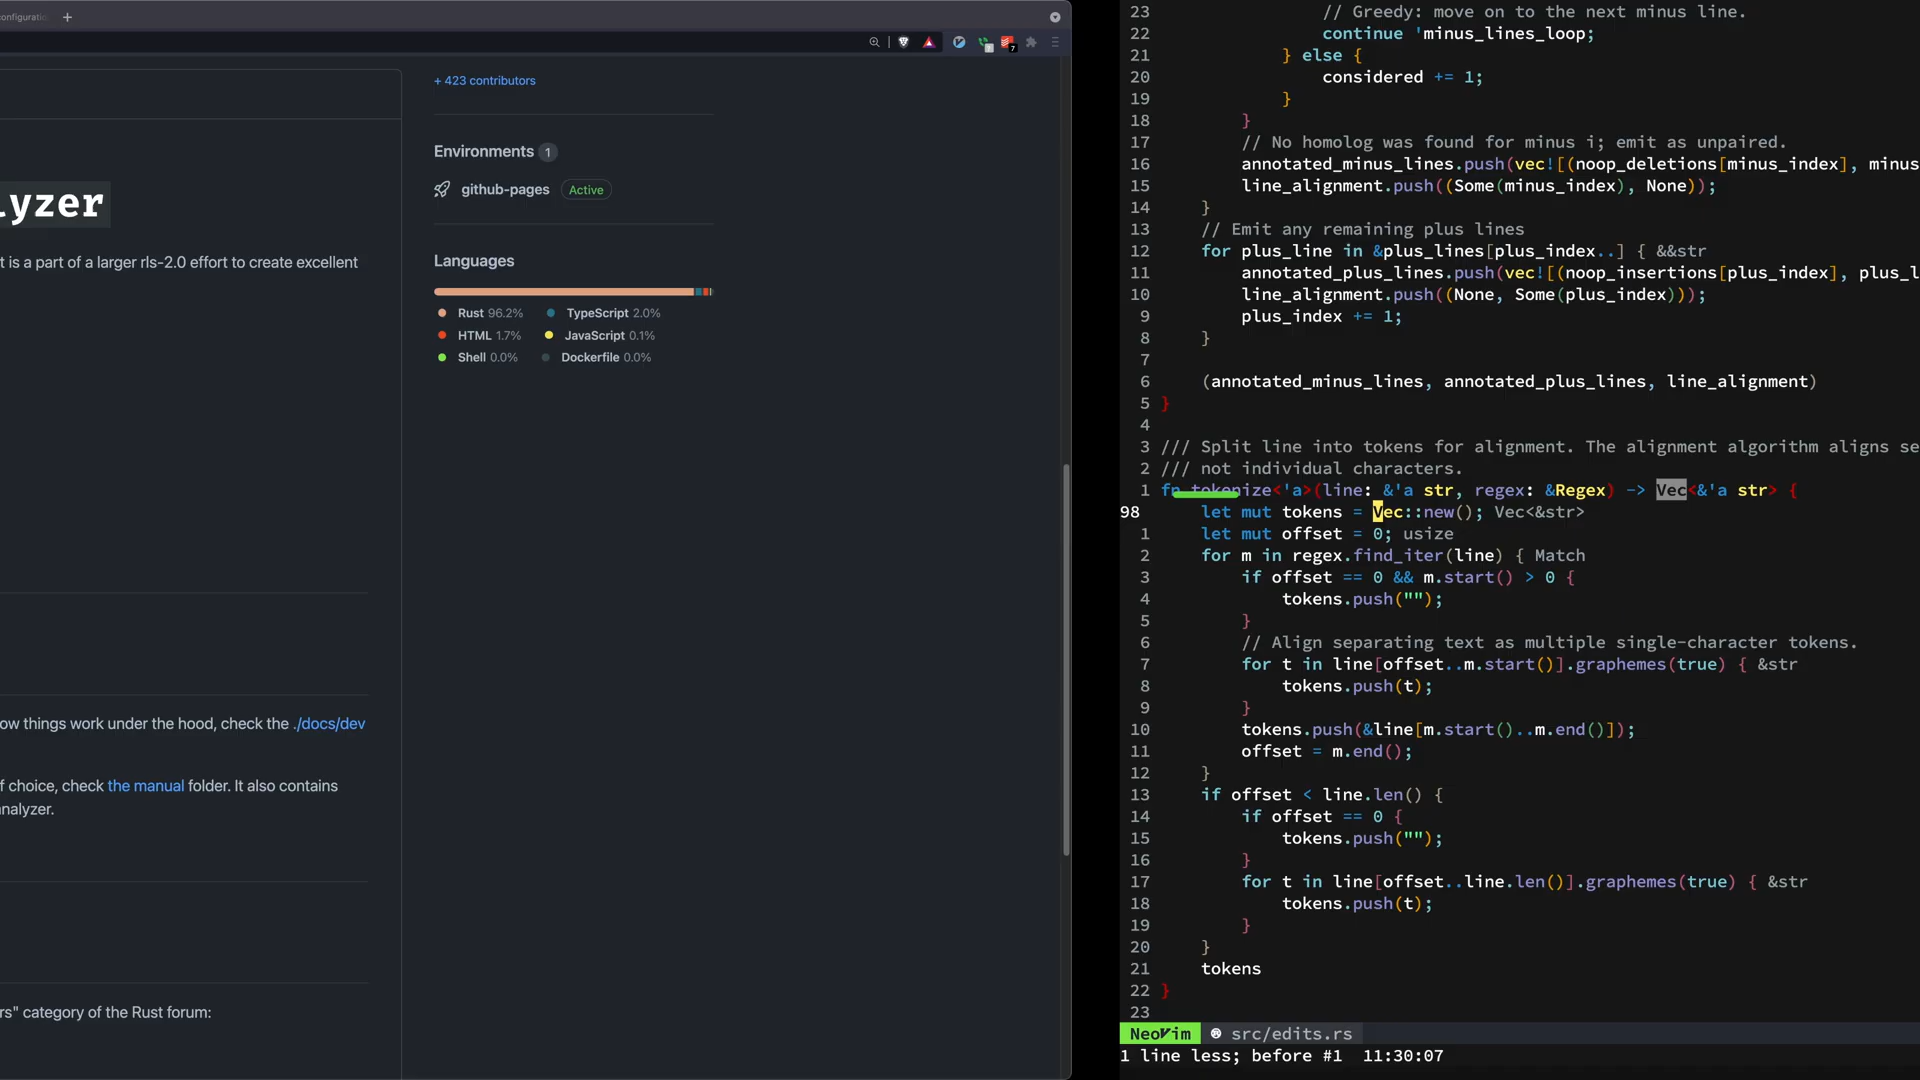 configuratio
+ 423 contributors
Environments 1
github-pages Active
Languages
Rust 96.2% TypeScript 2.0%
HTML 1.7% JavaScript 0.1%
Shell 0.0% Dockerfile 0.0%
lyzer
t is a part of a larger rls-2.0 effort to create excellent
ow things work under the hood, check the ./docs/dev
f choice, check the manual folder. It also contains
nalyzer.
rs" category of the Rust forum:
23 // Greedy: move on to the next minus line.
22 continue 'minus_lines_loop;
21 } else {
20 considered += 1;
19 }
18 }
17 // No homolog was found for minus i; emit as unpaired.
16 annotated_minus_lines.push(vec![(noop_deletions[minus_index], minus
15 line_alignment.push((Some(minus_index), None));
14 }
13 // Emit any remaining plus lines
12 for plus_line in &plus_lines[plus_index..] { &&str
11 annotated_plus_lines.push(vec![(noop_insertions[plus_index], plus_l
10 line_alignment.push((None, Some(plus_index)));
9 plus_index += 1;
8 }
7
6 (annotated_minus_lines, annotated_plus_lines, line_alignment)
5 }
4
3 /// Split line into tokens for alignment. The alignment algorithm aligns se
2 /// not individual characters.
1 fn tokenize<'a>(line: &'a str, regex: &Regex) -> Vec<&'a str> {
98 let mut tokens = Vec::new(); Vec<&str>
1 let mut offset = 0; usize
2 for m in regex.find_iter(line) { Match
3 if offset == 0 && m.start() > 0 {
4 tokens.push("");
5 }
6 // Align separating text as multiple single-character tokens.
7 for t in line[offset..m.start()].graphemes(true) { &str
8 tokens.push(t);
9 }
10 tokens.push(&line[m.start()..m.end()]);
11 offset = m.end();
12 }
13 if offset < line.len() {
14 if offset == 0 {
15 tokens.push("");
16 }
17 for t in line[offset..line.len()].graphemes(true) { &str
18 tokens.push(t);
19 }
20 }
21 tokens
22 }
23
NeoVim src/edits.rs
1 line less; before #1 11:30:07